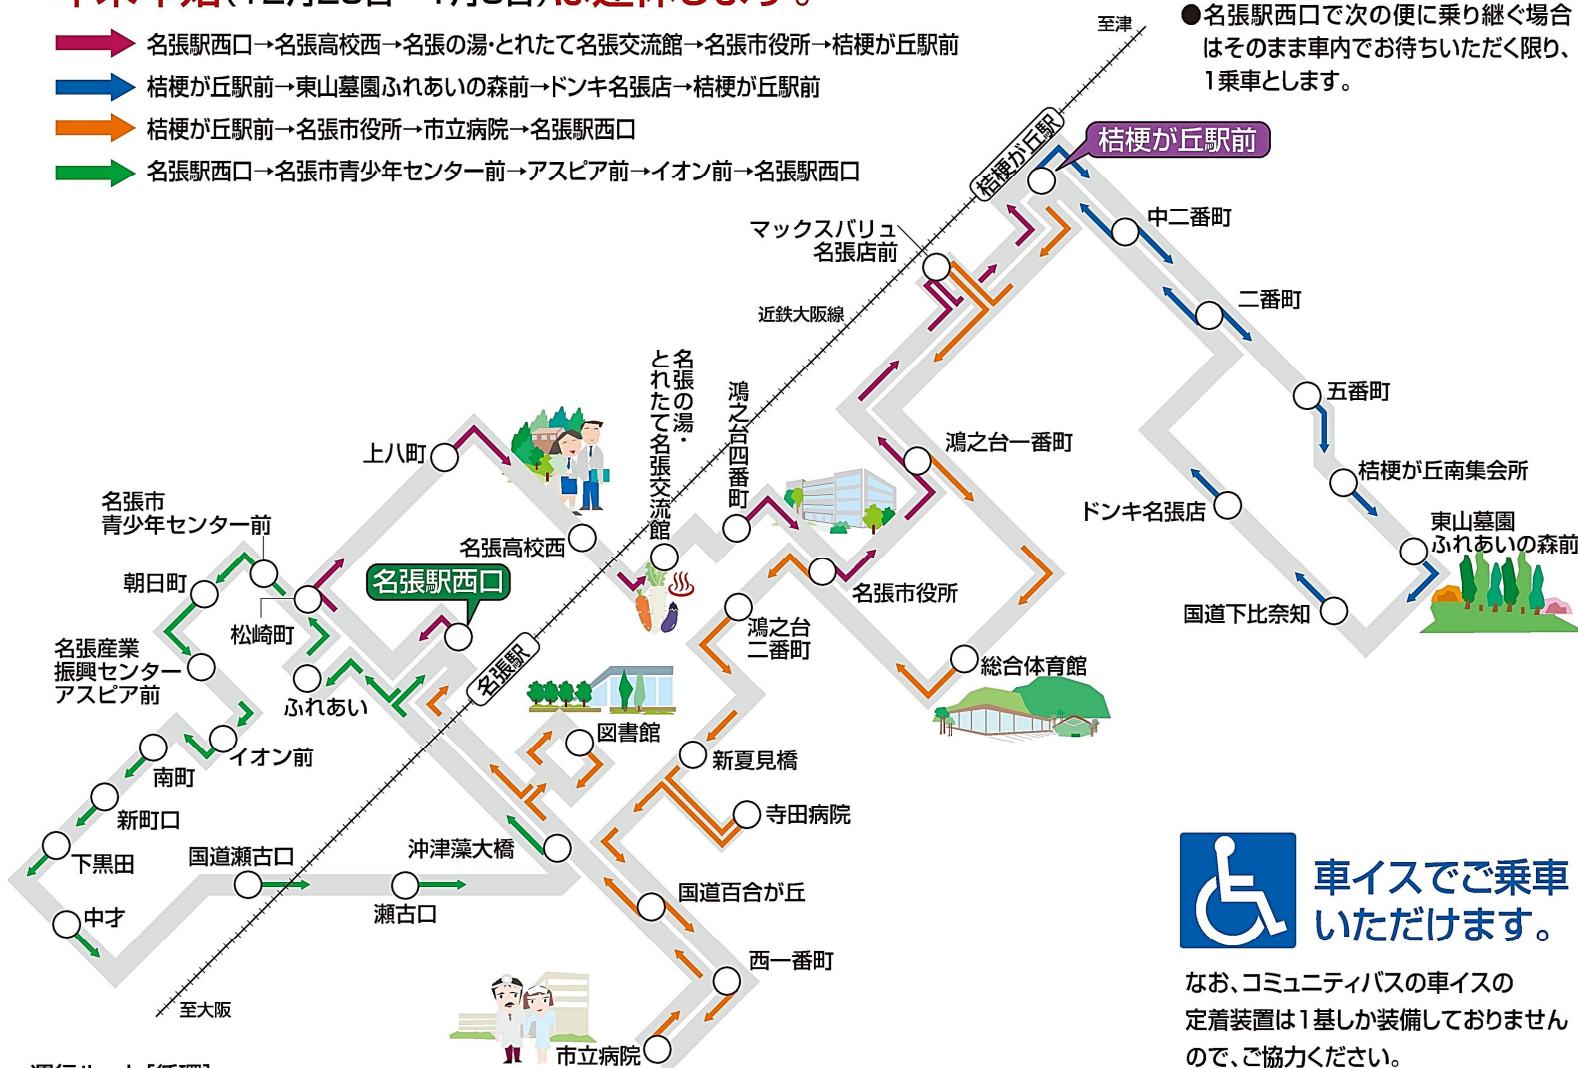 は運休します。
名張駅西口→名張高校西→名張の湯・とれたて名張交流館→名張市役所→桔梗が丘駅前
桔梗が丘駅前→東山墓園ふれあいの森前→ドンキ名張店→桔梗が丘駅前
桔梗が丘駅前→名張市役所→市立病院→名張駅西口
名張駅西口→名張市青少年センター前→アスピア前→イオン前→名張駅西口
●名張駅西口で次の便に乗り継ぐ場合
はそのまま車内でお待ちいただく限り、
1乗車とします。
至津
桔梗が丘駅
桔梗が丘駅前
中二番町
マックスバリュ
名張店前
二番町
近鉄大阪線
五番町
名張の湯・
とれたて名張交流館
鴻之台四番町
鴻之台一番町
上八町
桔梗が丘南集会所
名張市
青少年センター前
ドンキ名張店
東山墓園
ふれあいの森前
名張高校西
朝日町
名張駅西口
名張市役所
国道下比奈知
松崎町
鴻之台
二番町
名張産業
振興センター
アスピア前
名張駅
総合体育館
ふれあい
図書館
イオン前
新夏見橋
南町
新町口
寺田病院
下黒田
国道瀬古口
沖津藻大橋
国道百合が丘
中才
瀬古口
西一番町
至大阪
市立病院
車イスでご乗車
いただけます。
なお、コミュニティバスの車イスの
定着装置は1基しか装備しておりません
ので、ご協力ください。